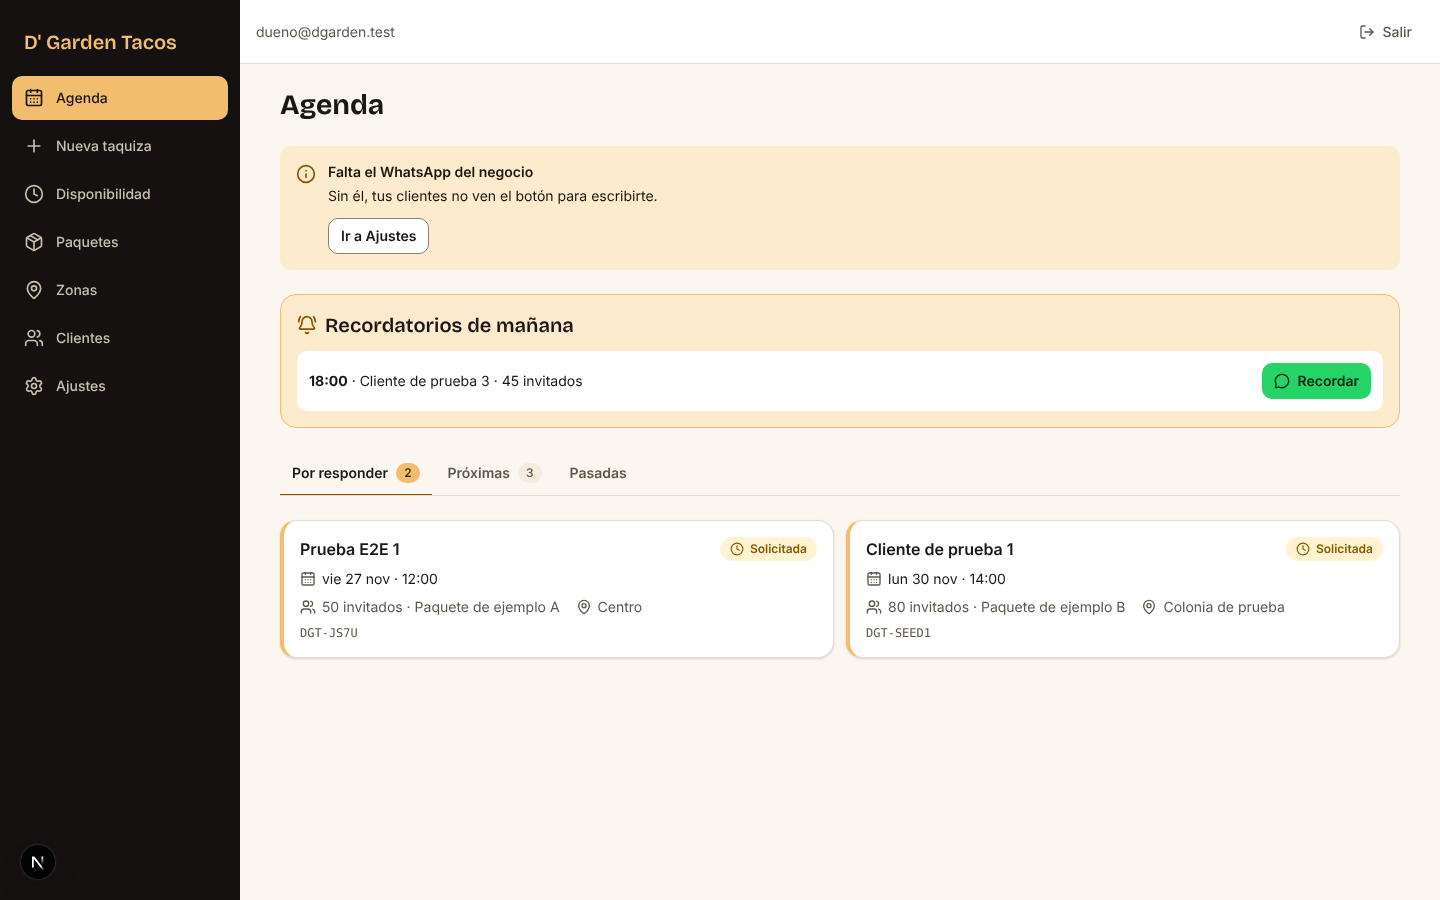 D' Garden Tacos
Agenda
Nueva taquiza
Disponibilidad
Paquetes
Zonas
Clientes
Ajustes
N
dueno@dgarden.test
Salir
Agenda
Falta el WhatsApp del negocio
Sin él, tus clientes no ven el botón para escribirte.
Ir a Ajustes
Recordatorios de mañana
18:00 · Cliente de prueba 3 · 45 invitados
Recordar
Por responder 2 Próximas 3 Pasadas
Prueba E2E 1
Solicitada
vie 27 nov · 12:00
50 invitados · Paquete de ejemplo A Centro
DGT-JS7U
Cliente de prueba 1
Solicitada
lun 30 nov · 14:00
80 invitados · Paquete de ejemplo B Colonia de prueba
DGT-SEED1